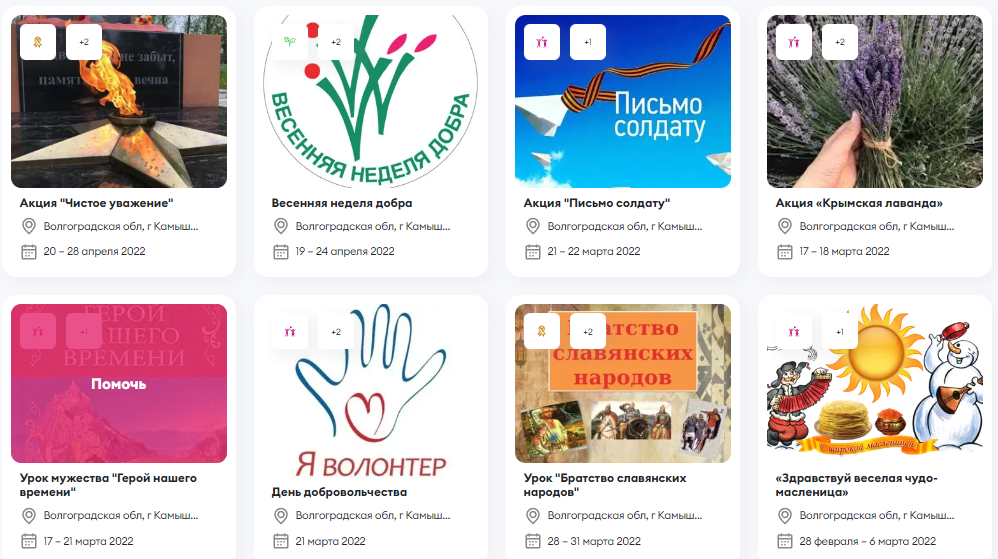 +2
не забыт,
вечна
Акция "Чистое уважение"
Волгоградская обл, г Камыш...
20 – 28 апреля 2022
+2
ВЕСЕННЯЯ НЕДЕЛЯ ДОБРА
Весенняя неделя добра
Волгоградская обл, г Камыш...
19 – 24 апреля 2022
+1
Письмо
солдату
Акция "Письмо солдату"
Волгоградская обл, г Камыш...
21 – 22 марта 2022
+2
Акция «Крымская лаванда»
Волгоградская обл, г Камыш...
17 – 18 марта 2022
+1
ВРЕМЕНИ
Помочь
Урок мужества "Герой нашего
времени"
Волгоградская обл, г Камыш...
17 – 21 марта 2022
+2
Я ВОЛОНТЕР
День добровольчества
Волгоградская обл, г Камыш...
21 марта 2022
+2
славянских
народов
Урок "Братство славянских
народов"
Волгоградская обл, г Камыш...
28 – 31 марта 2022
+1
С широкой масленицей!
«Здравствуй веселая чудо-
масленица»
Волгоградская обл, г Камыш...
28 февраля – 6 марта 2022